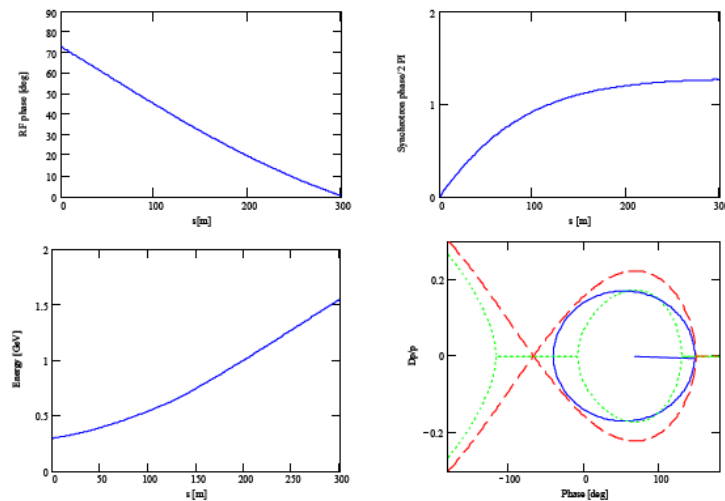 90
80
70
60
50
40
30
20
10
0
RF phase [deg]
0 100 200 300
s[m]
2
1
0
Synchrotron phase/2 PI
0 100 200 300
s [m]
2
1.5
1
0.5
0
Energy [GeV]
0 50 100 150 200 250 300
s [m]
0.2
0
−0.2
Dp/p
−100 0 100
Phase [deg]